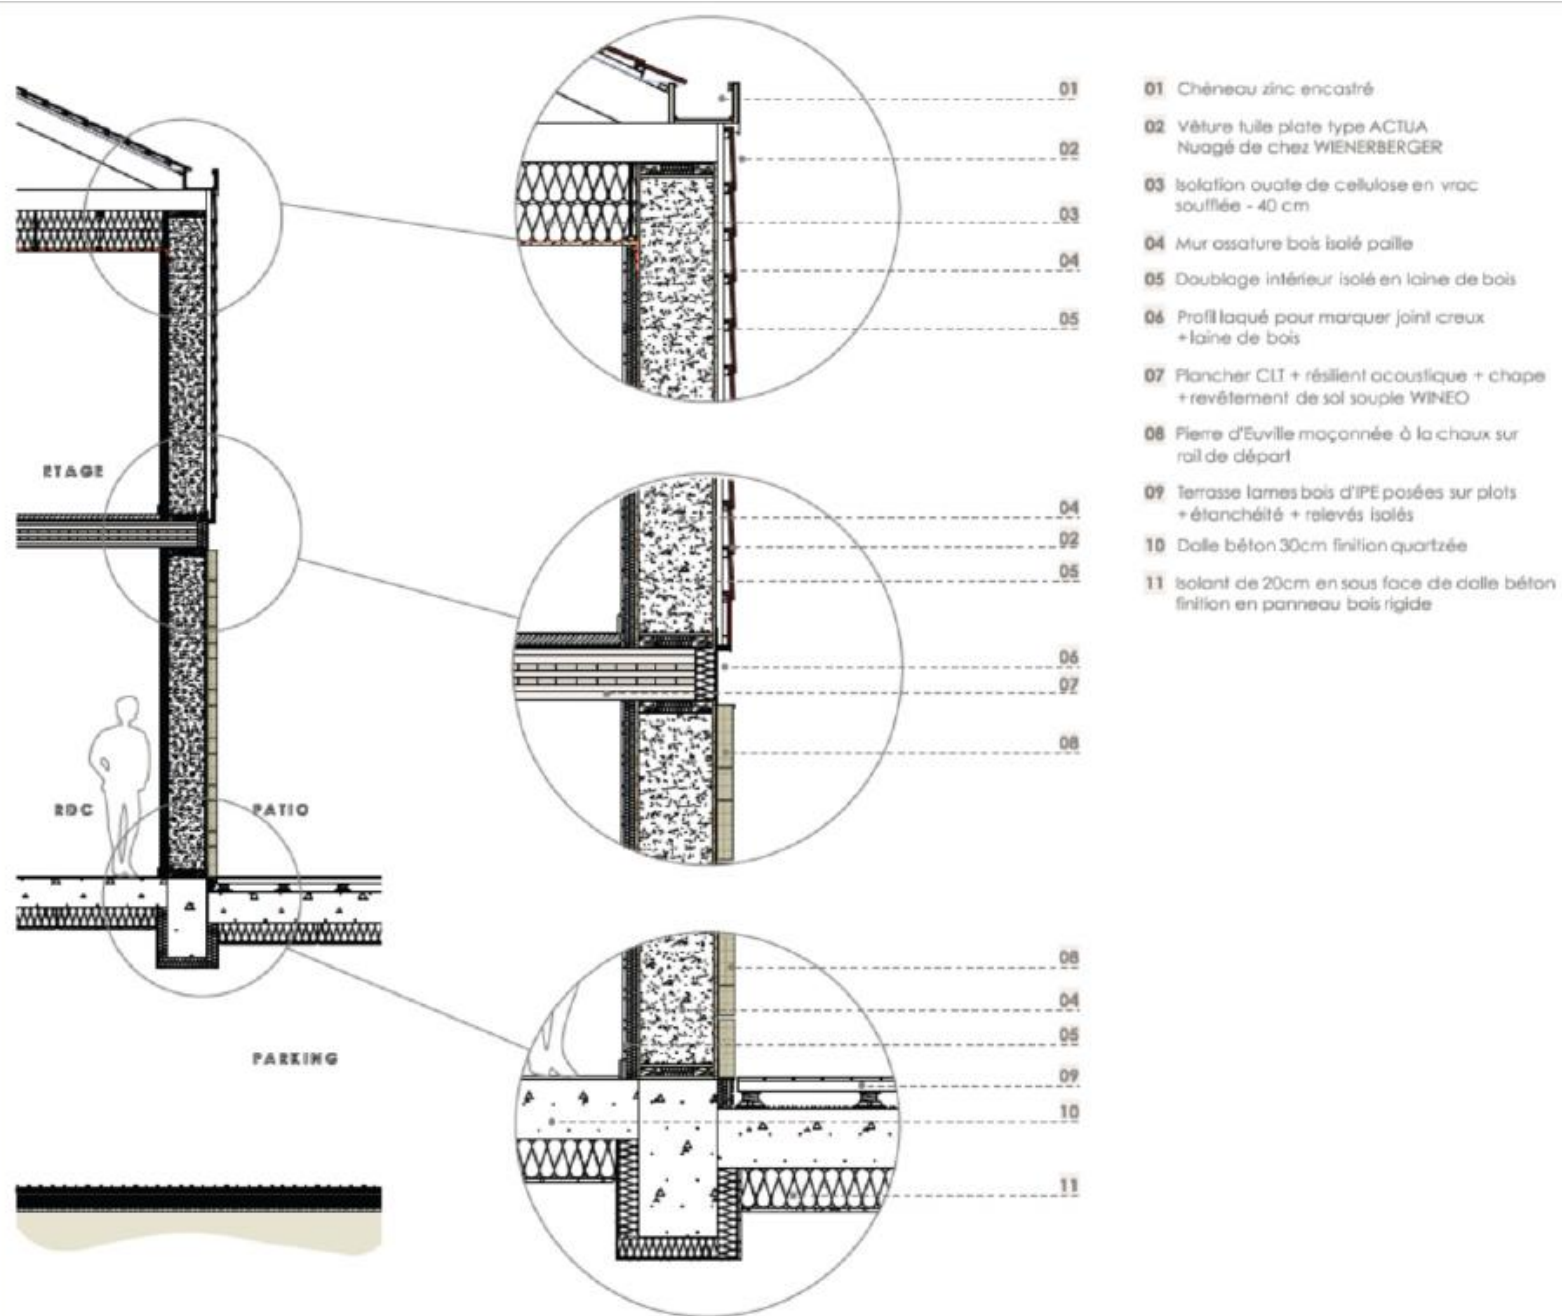 01
02
03
04
05
ETAGE
04
02
05
06
07
08
RDC
PATIO
08
04
05
09
10
11
PARKING
01 Chéneau zinc encastré
02 Vêture tuile plate type ACTUA
Nuagé de chez WIENERBERGER
03 Isolation ouate de cellulose en vrac
soufflée - 40 cm
04 Mur ossature bois isolé paille
05 Doublage intérieur isolé en laine de bois
06 Profil laqué pour marquer joint creux
+laine de bois
07 Plancher CLT + résilient acoustique + chape
+revêtement de sol souple WINEO
08 Pierre d'Euville maçonnée à la chaux sur
rail de départ
09 Terrasse lames bois d'IPE posées sur plots
+étanchéité + relevés isolés
10 Dalle béton 30cm finition quartzée
11 Isolant de 20cm en sous face de dalle béton
finition en panneau bois rigide